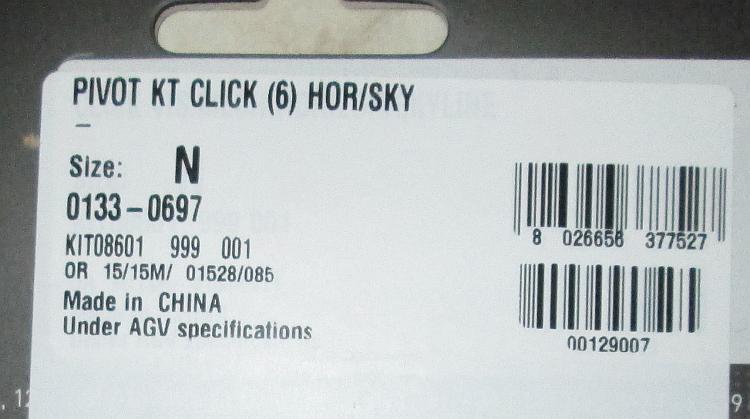 PIVOT KT CLICK (6) HOR/SKY
–
Size: N
0133-0697
KIT08601 999 001
OR 15/15M/ 01528/085
Made in CHINA
Under AGV specifications
8 026656 377527
00129007